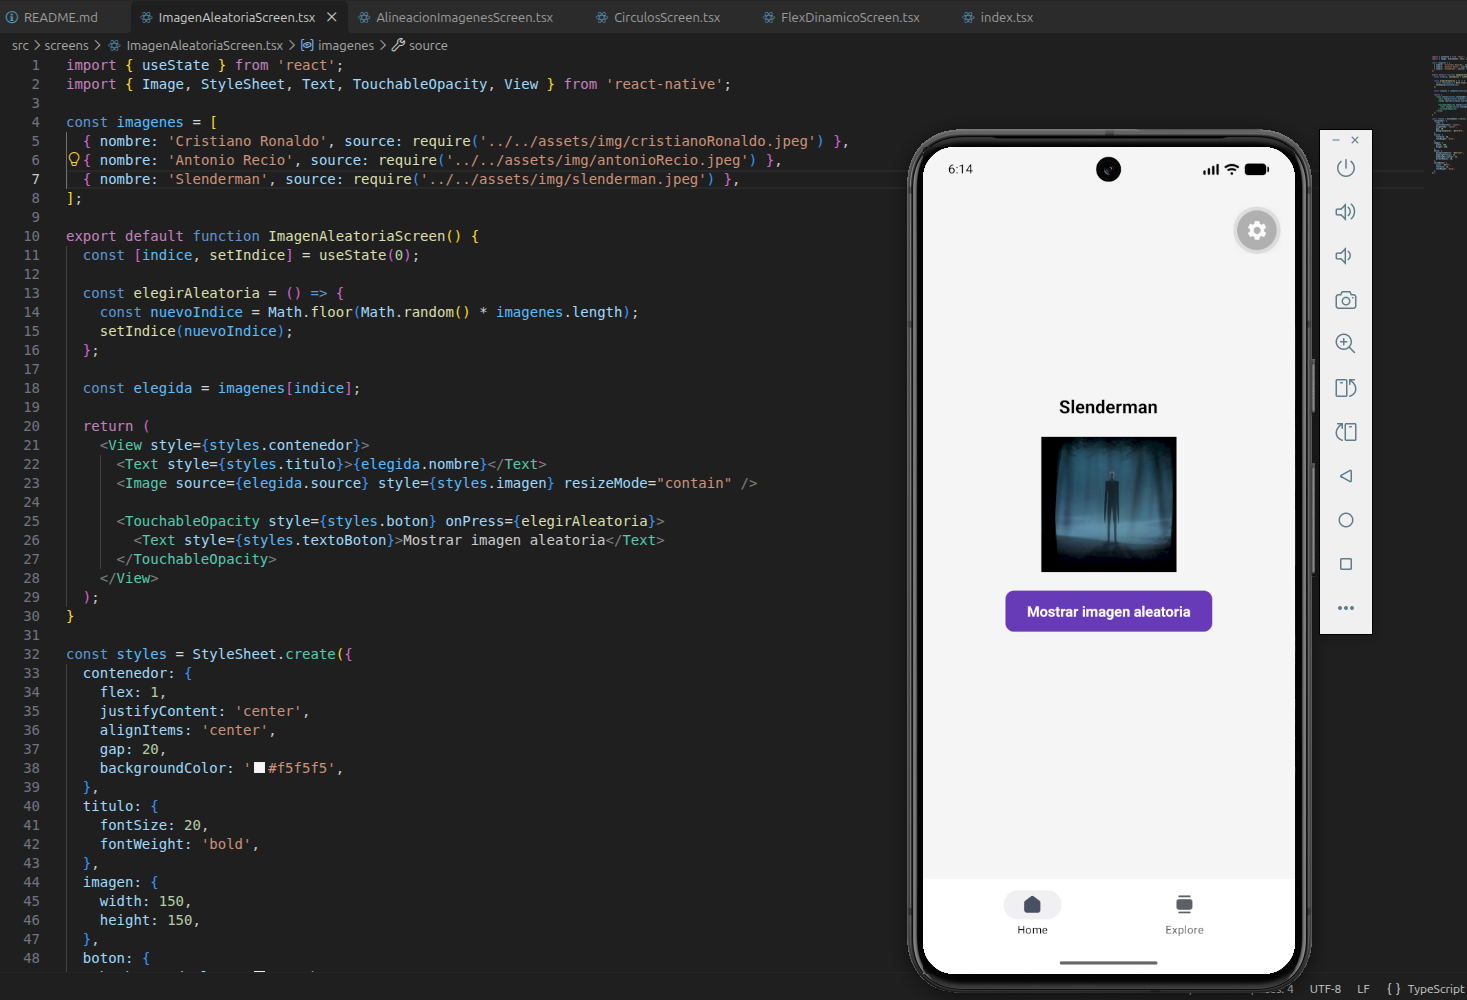 README.md
ImagenAleatoriaScreen.tsx
AlineacionImagenesScreen.tsx
CirculosScreen.tsx
FlexDinamicoScreen.tsx
index.tsx
src > screens > ImagenAleatoriaScreen.tsx > imagenes > source
1 import { useState } from 'react';
2 import { Image, StyleSheet, Text, TouchableOpacity, View } from 'react-native';
3
4 const imagenes = [
5 { nombre: 'Cristiano Ronaldo', source: require('../../assets/img/cristianoRonaldo.jpeg') },
6 { nombre: 'Antonio Recio', source: require('../../assets/img/antonioRecio.jpeg') },
7 { nombre: 'Slenderman', source: require('../../assets/img/slenderman.jpeg') },
8 ];
9
10 export default function ImagenAleatoriaScreen() {
11 const [indice, setIndice] = useState(0);
12
13 const elegirAleatoria = () => {
14 const nuevoIndice = Math.floor(Math.random() * imagenes.length);
15 setIndice(nuevoIndice);
16 };
17
18 const elegida = imagenes[indice];
19
20 return (
21 <View style={styles.contenedor}>
22 <Text style={styles.titulo}>{elegida.nombre}</Text>
23 <Image source={elegida.source} style={styles.imagen} resizeMode="contain" />
24
25 <TouchableOpacity style={styles.boton} onPress={elegirAleatoria}>
26 <Text style={styles.textoBoton}>Mostrar imagen aleatoria</Text>
27 </TouchableOpacity>
28 </View>
29 );
30 }
31
32 const styles = StyleSheet.create({
33 contenedor: {
34 flex: 1,
35 justifyContent: 'center',
36 alignItems: 'center',
37 gap: 20,
38 backgroundColor: '#f5f5f5',
39 },
40 titulo: {
41 fontSize: 20,
42 fontWeight: 'bold',
43 },
44 imagen: {
45 width: 150,
46 height: 150,
47 },
48 boton: {
6:14
Slenderman
Mostrar imagen aleatoria
Home
Explore
4
UTF-8
LF
{ } TypeScript